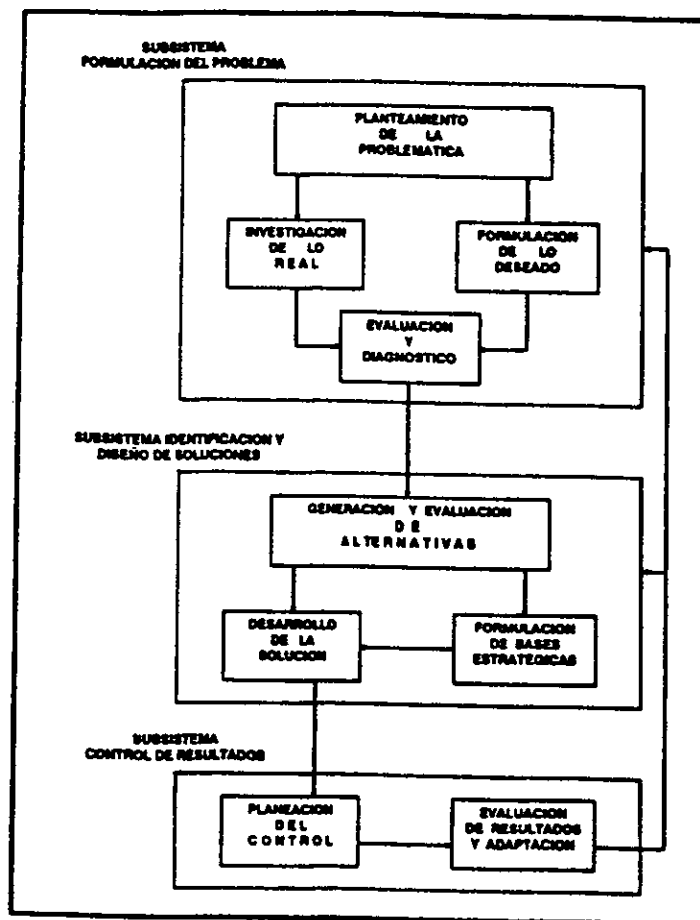 SUBSISTEMA
FORMULACION DEL PROBLEMA
PLANTEAMIENTO
DE LA
PROBLEMATICA
INVESTIGACION
DE LO
REAL
FORMULACION
DE LO
DESEADO
EVALUACION
Y
DIAGNOSTICO
SUBSISTEMA IDENTIFICACION Y
DISEÑO DE SOLUCIONES
GENERACION Y EVALUACION
DE
ALTERNATIVAS
DESARROLLO
DE LA
SOLUCION
FORMULACION
DE BASES
ESTRATEGICAS
SUBSISTEMA
CONTROL DE RESULTADOS
PLANEACION
DEL
CONTROL
EVALUACION
DE RESULTADOS
Y ADAPTACION